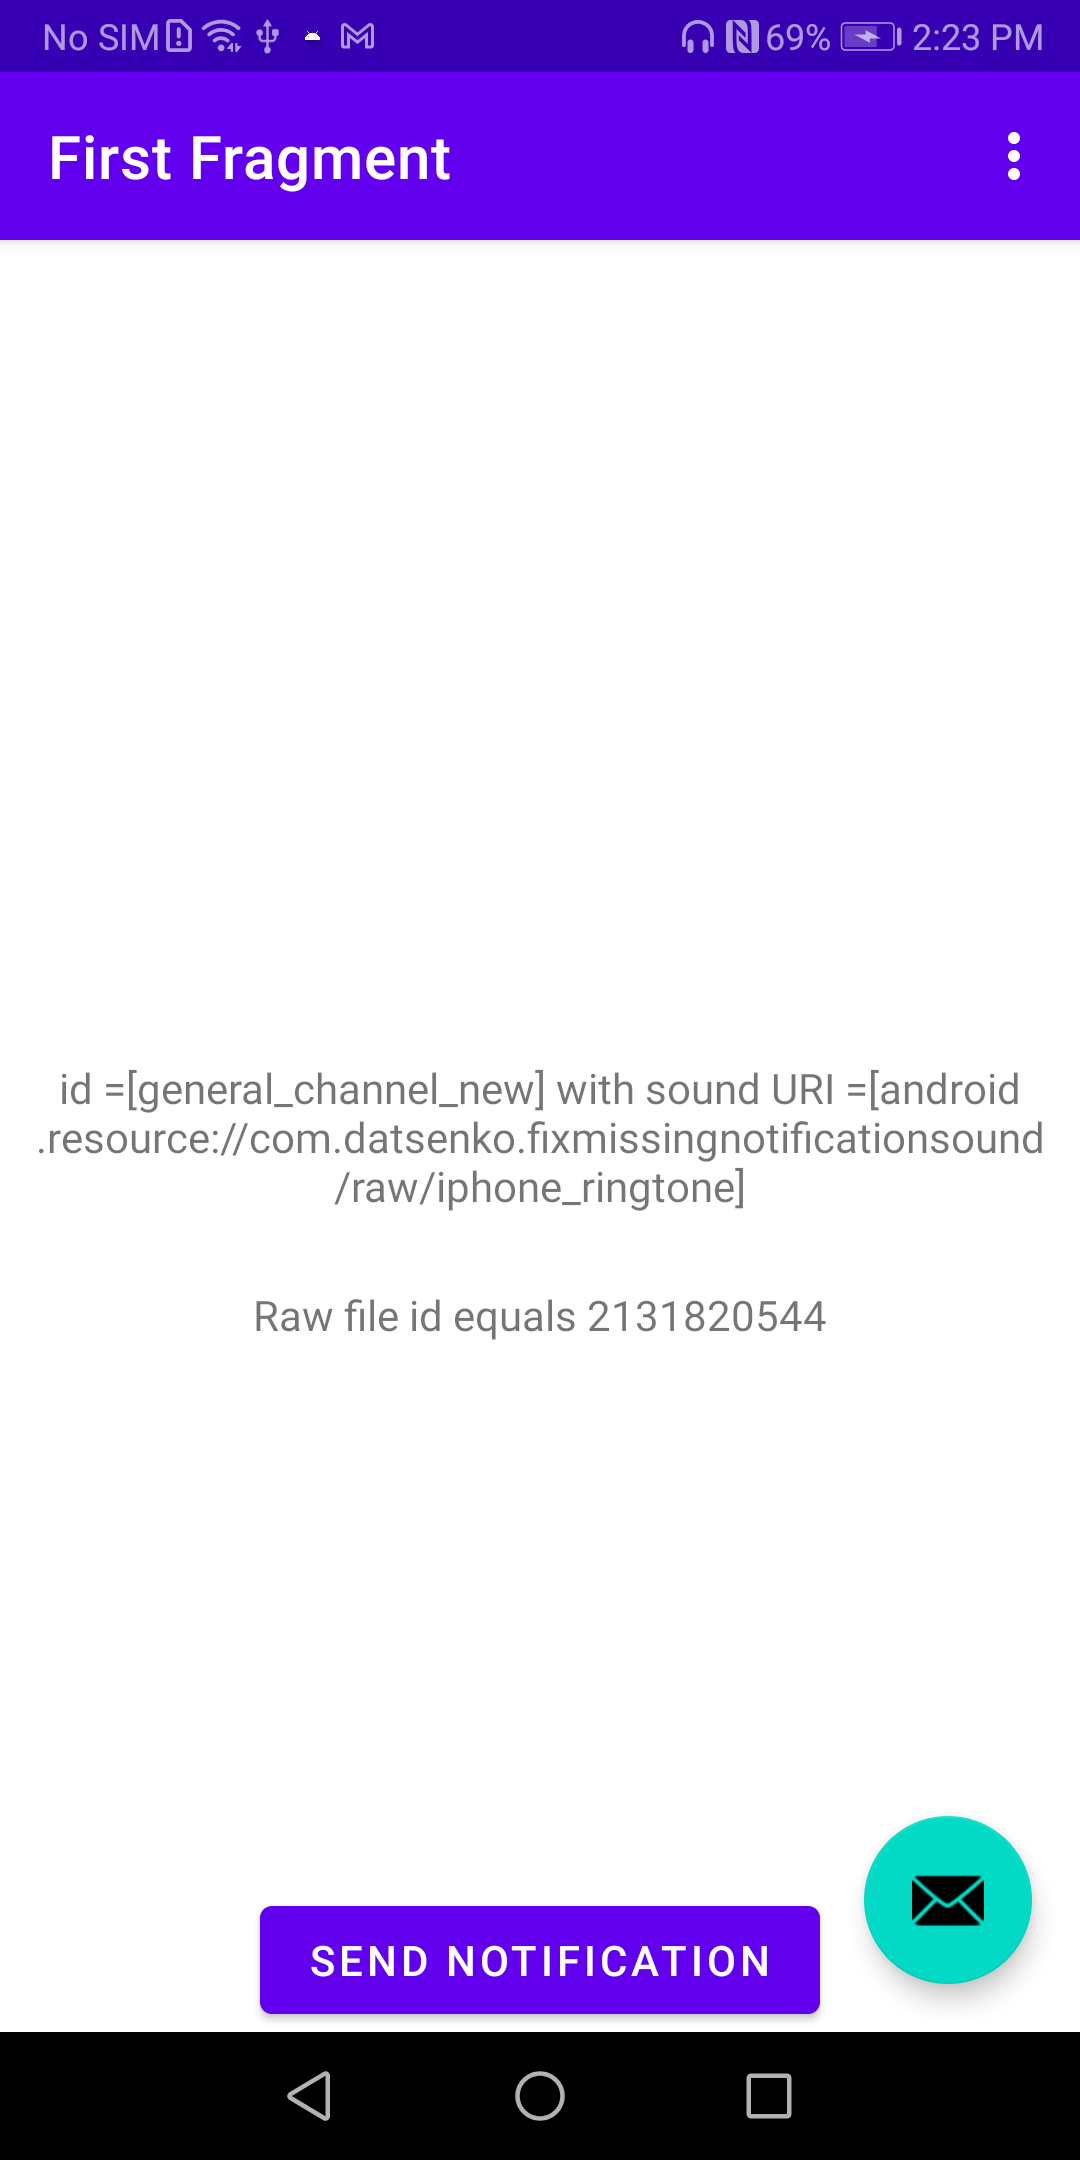 No SIM 69% 2:23 PM
First Fragment
id =[general_channel_new] with sound URI =[android
.resource://com.datsenko.fixmissingnotificationsound
/raw/iphone_ringtone]
Raw file id equals 2131820544
SEND NOTIFICATION